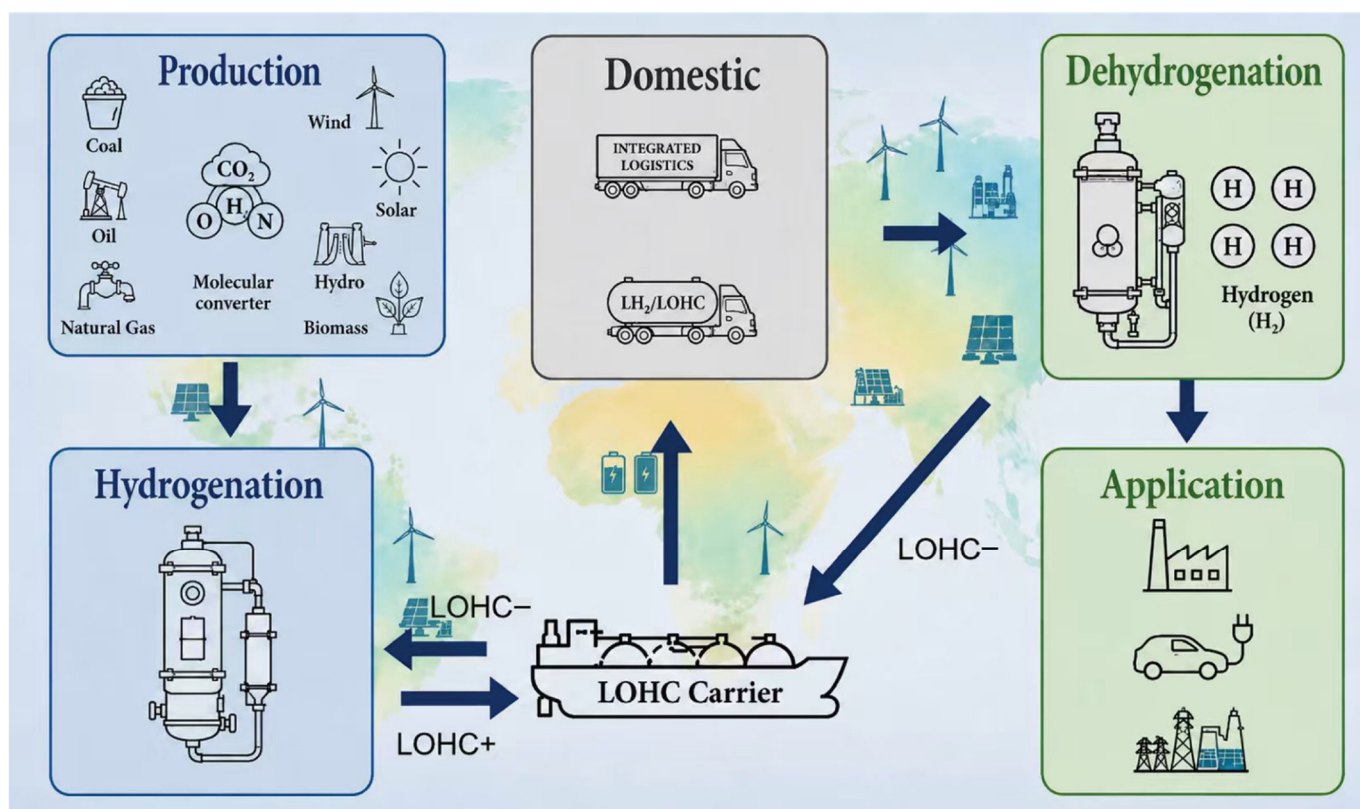 Production
Coal
Oil
Natural Gas
CO₂
O
H
N
Molecular
converter
Wind
Solar
Hydro
Biomass
Domestic
INTEGRATED
LOGISTICS
LH₂/LOHC
Dehydrogenation
H
H
H
H
Hydrogen
(H₂)
Hydrogenation
LOHC–
LOHC+
LOHC Carrier
LOHC–
Application